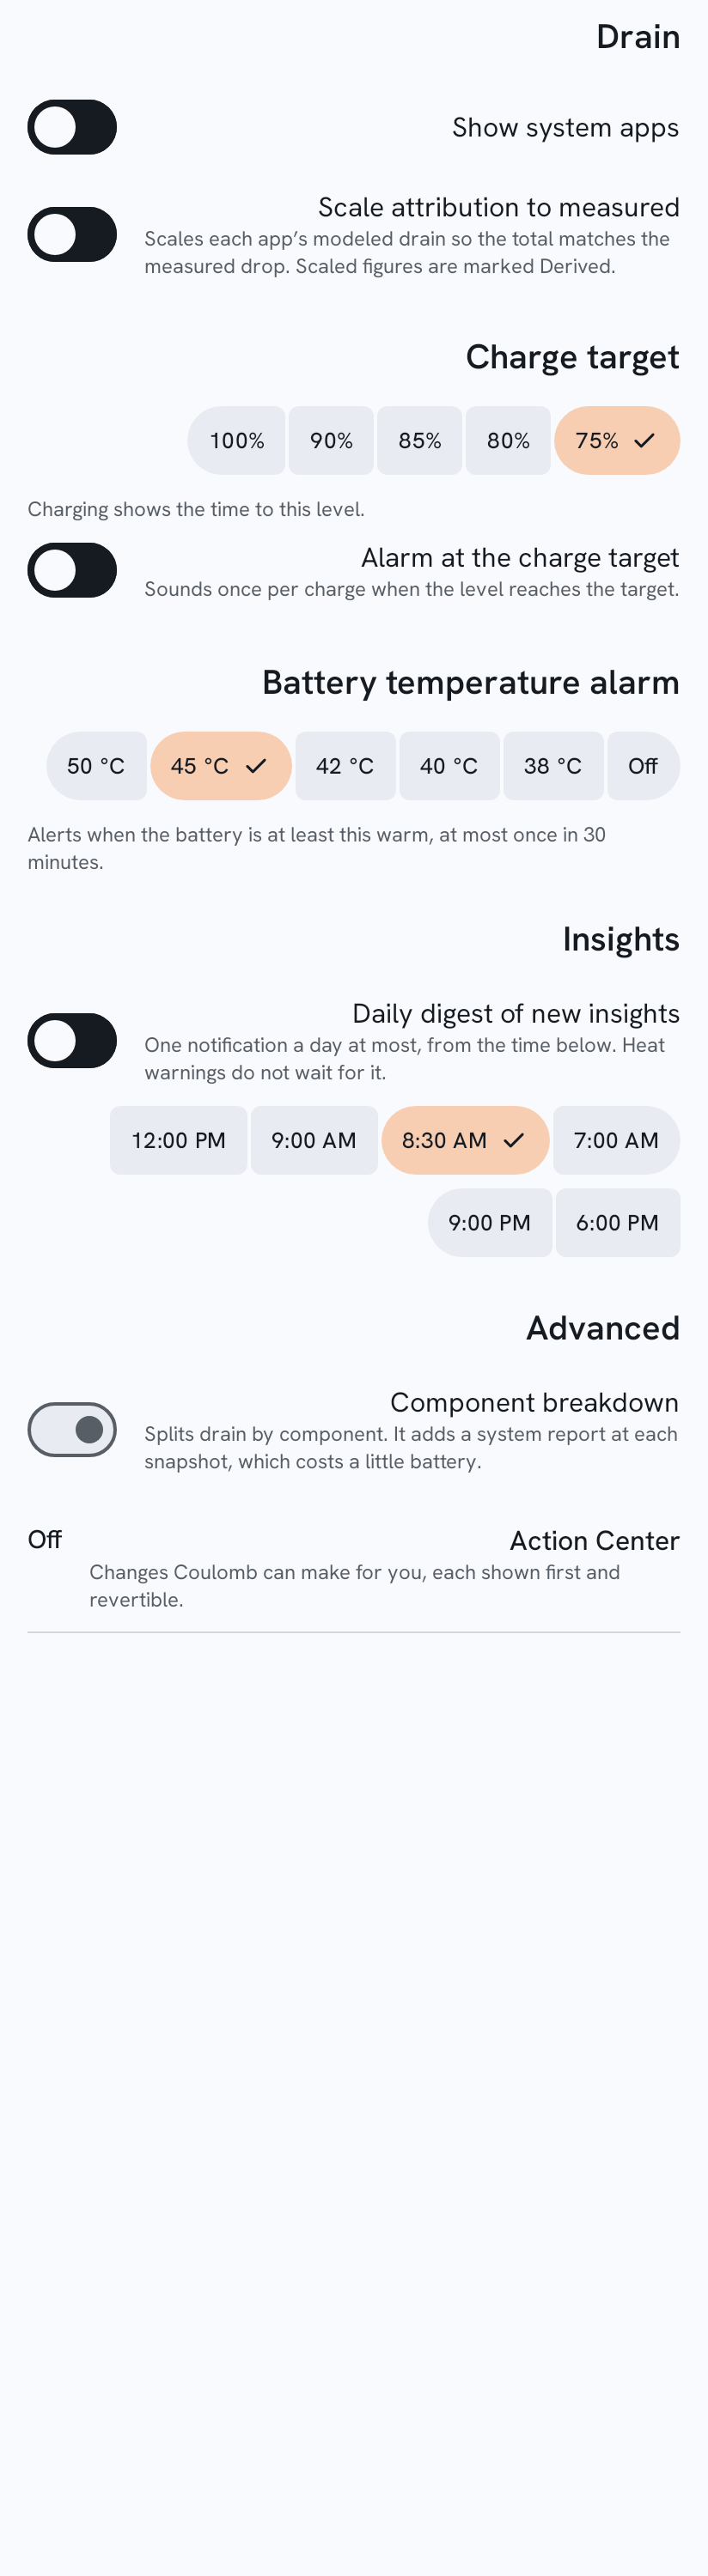 Drain
Show system apps
Scale attribution to measured
Scales each app’s modeled drain so the total matches the
measured drop. Scaled figures are marked Derived.
Charge target
100% 90% 85% 80% 75%
Charging shows the time to this level.
Alarm at the charge target
Sounds once per charge when the level reaches the target.
Battery temperature alarm
50 °C 45 °C 42 °C 40 °C 38 °C Off
Alerts when the battery is at least this warm, at most once in 30
minutes.
Insights
Daily digest of new insights
One notification a day at most, from the time below. Heat
warnings do not wait for it.
12:00 PM 9:00 AM 8:30 AM 7:00 AM
9:00 PM 6:00 PM
Advanced
Component breakdown
Splits drain by component. It adds a system report at each
snapshot, which costs a little battery.
Off Action Center
Changes Coulomb can make for you, each shown first and
revertible.